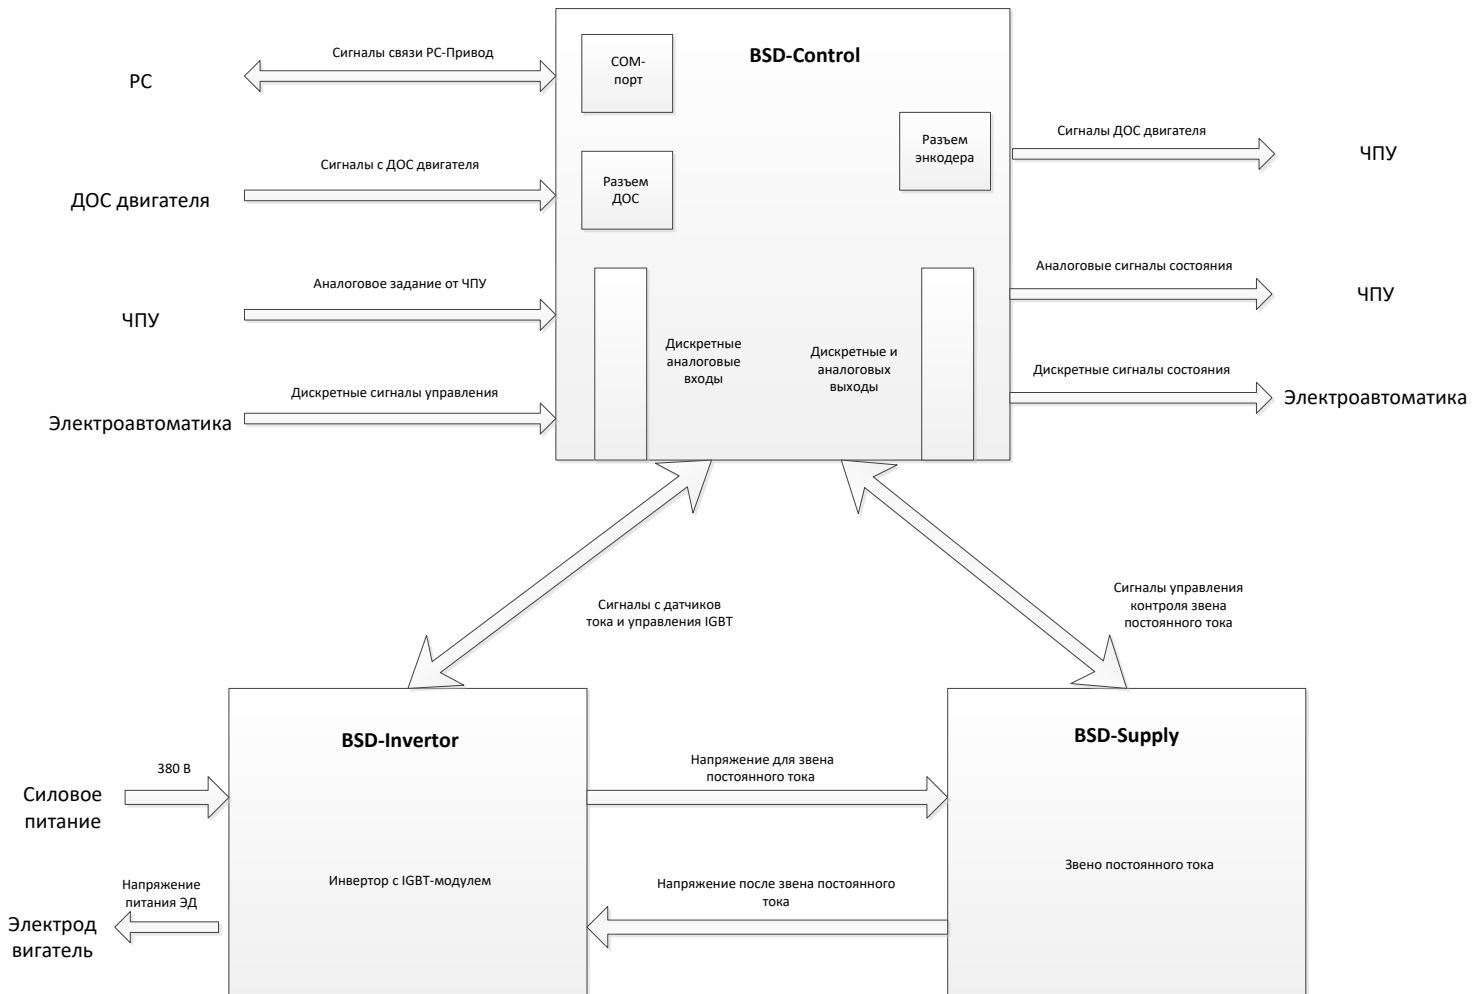 Сигналы связи PC-Привод
PC
COM-
порт
BSD-Control
Сигналы с ДОС двигателя
ДОС двигателя
Разъем
ДОС
Разъем
энкодера
Сигналы ДОС двигателя
ЧПУ
Аналоговое задание от ЧПУ
ЧПУ
Аналоговые сигналы состояния
ЧПУ
Дискретные
аналоговые
входы
Дискретные и
аналоговых
выходы
Дискретные сигналы управления
Электроавтоматика
Дискретные сигналы состояния
Электроавтоматика
Сигналы с датчиков
тока и управления IGBT
Сигналы управления
контроля звена
постоянного тока
BSD-Invertor
BSD-Supply
380 В
Силовое
питание
Напряжение для звена
постоянного тока
Инвертор с IGBT-модулем
Звено постоянного тока
Напряжение
питания ЭД
Электрод
вигатель
Напряжение после звена постоянного
тока